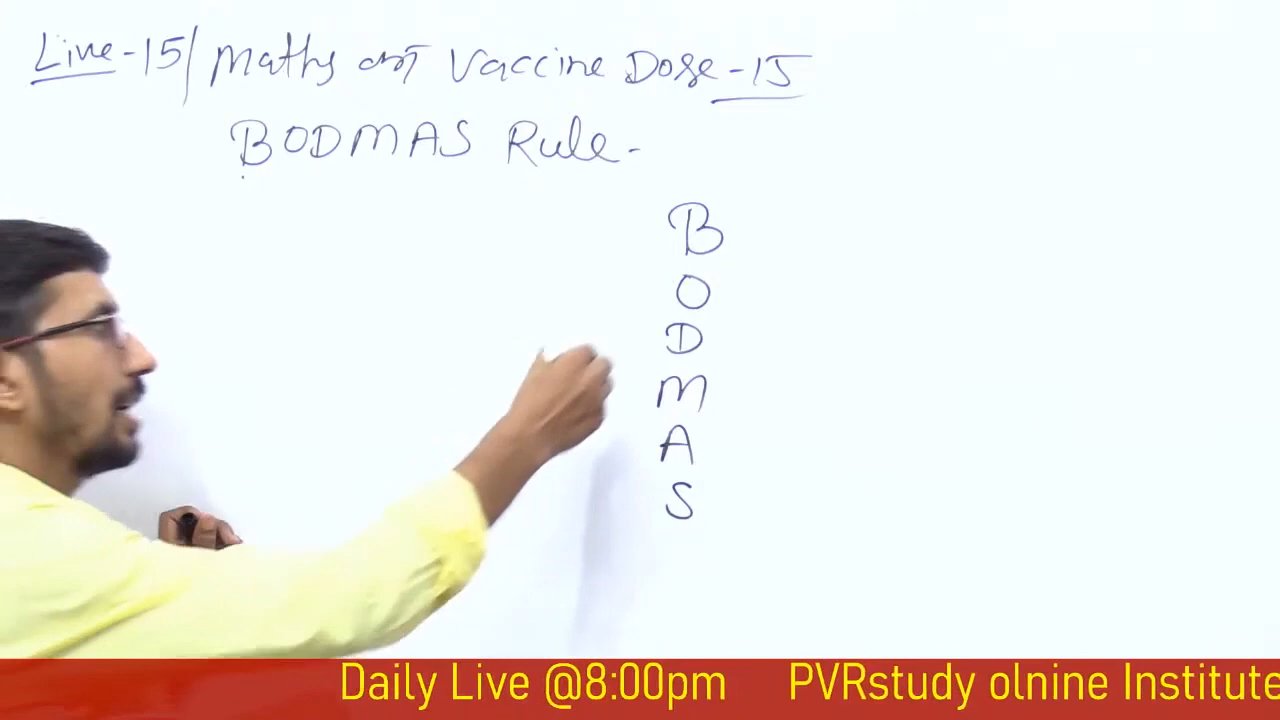 Live-15/ Maths का Vaccine Dose-15
BODMAS Rule-
B
O
D
M
A
S
Daily Live @8:00pm PVRstudy olnine Institute